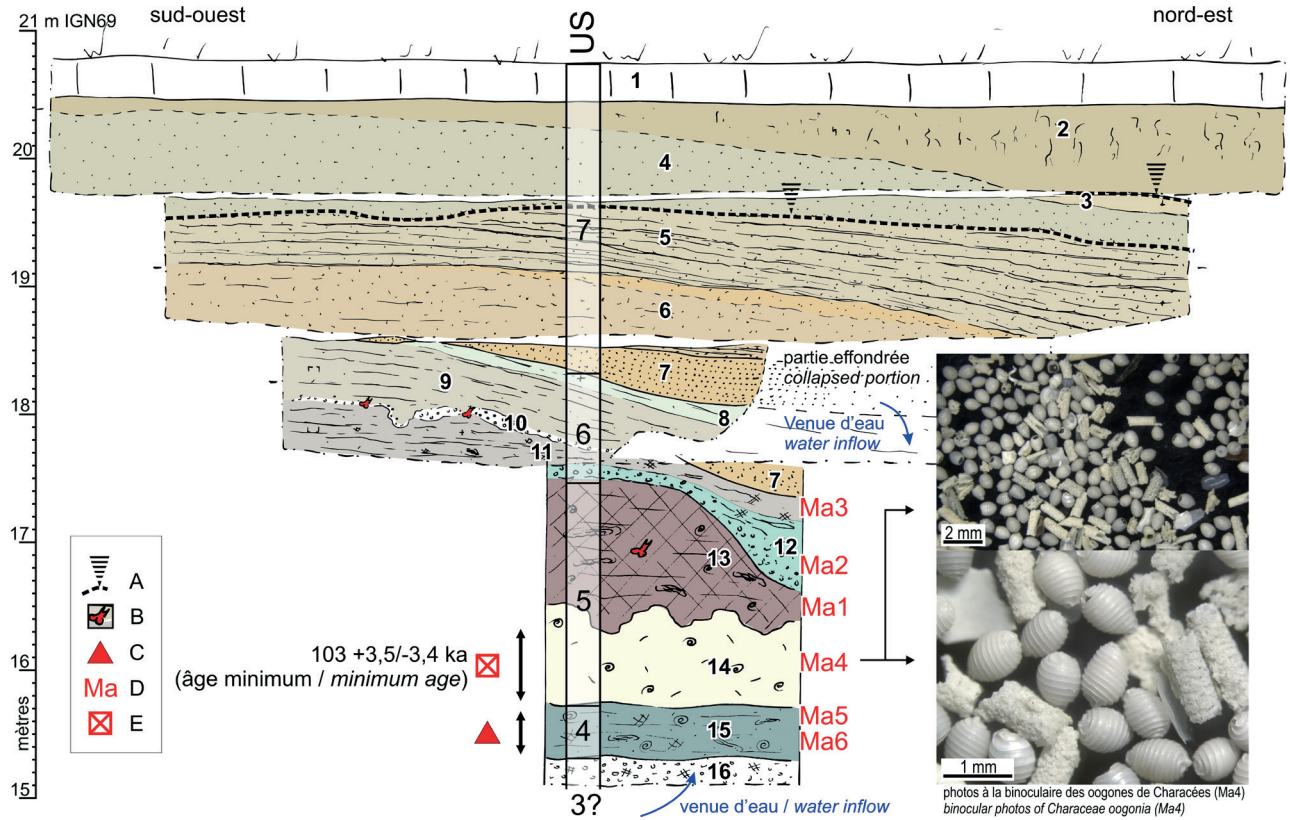 21 m IGN69
sud-ouest
US
nord-est
1
2
20
4
3
7
5
19
6
partie effondrée
collapsed portion
7
9
8
18
Venue d'eau
water inflow
10
6
11
7
Ma3
17
12
2 mm
13
Ma2
A
5
Ma1
B
103 +3,5/-3,4 ka
(âge minimum / minimum age)
C
16
14
Ma4
Ma D
E
Ma5
4
15
Ma6
mètres
16
1 mm
15
3?
venue d'eau / water inflow
photos à la binoculaire des oogones de Characées (Ma4)
binocular photos of Characeae oogonia (Ma4)